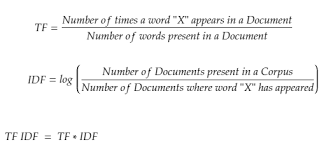 TF = Number of times a word "X" appears in a Document / Number of words present in a Document
IDF = log ( Number of Documents present in a Corpus / Number of Documents where word "X" has appeared )
TF IDF = TF * IDF